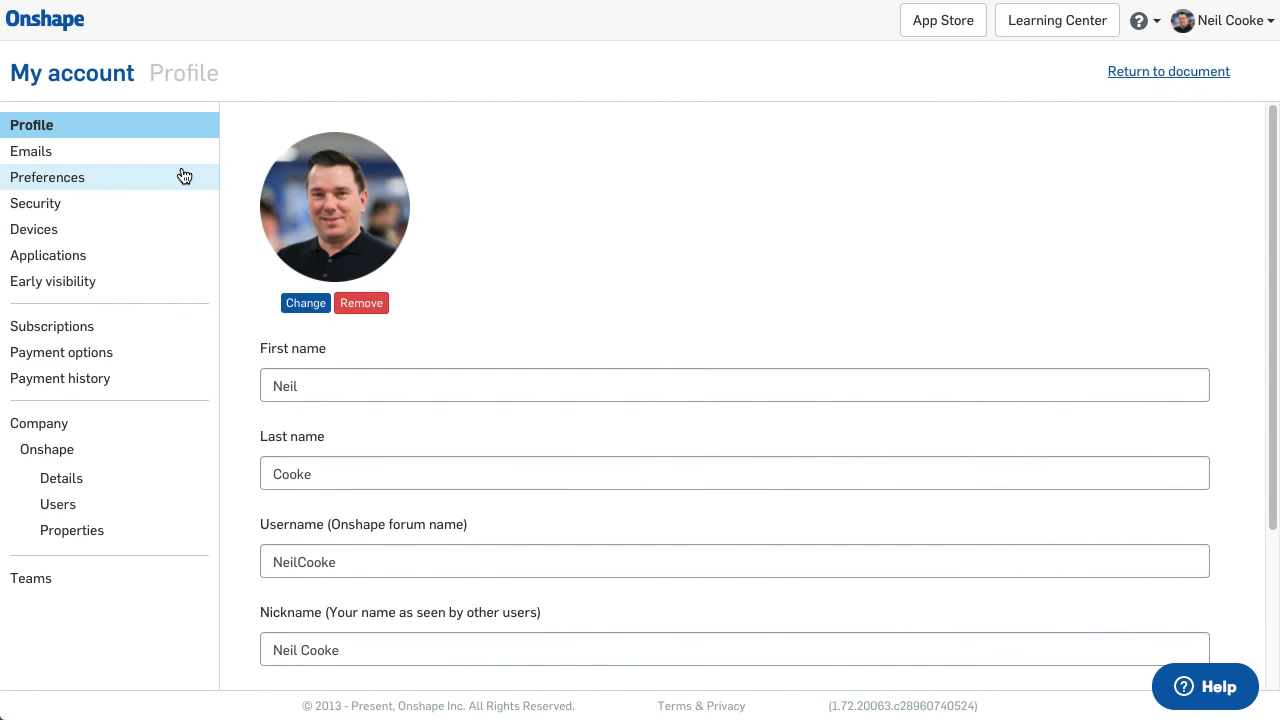 Onshape
App Store
Learning Center
Neil Cooke
My account
Profile
Return to document
Profile
Emails
Preferences
Security
Devices
Applications
Early visibility
Subscriptions
Payment options
Payment history
Company
Onshape
Details
Users
Properties
Teams
Change
Remove
First name
Neil
Last name
Cooke
Username (Onshape forum name)
NeilCooke
Nickname (Your name as seen by other users)
Neil Cooke
? Help
© 2013 - Present, Onshape Inc. All Rights Reserved.
Terms & Privacy
(1.72.20063.c28960740524)